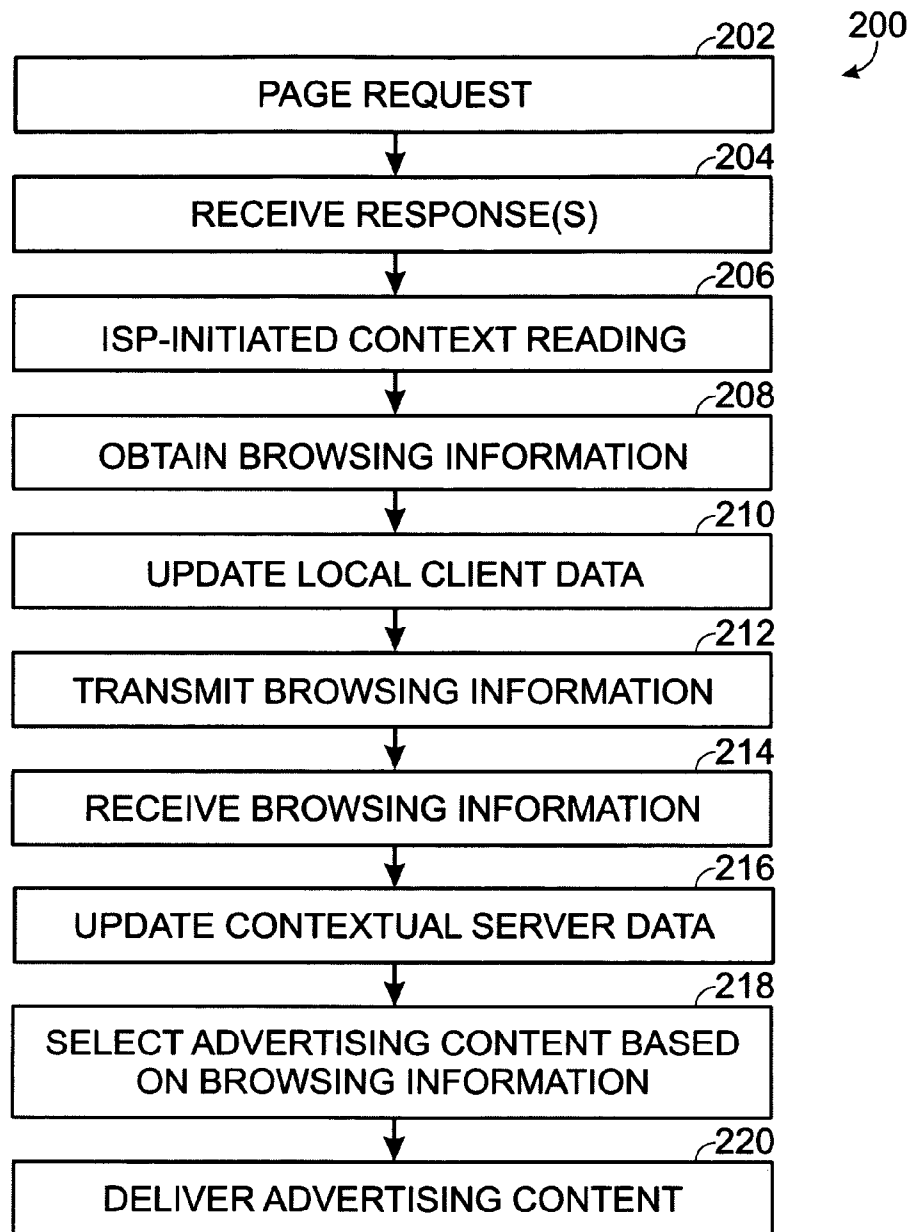 200
202
PAGE REQUEST
204
RECEIVE RESPONSE(S)
206
ISP-INITIATED CONTEXT READING
208
OBTAIN BROWSING INFORMATION
210
UPDATE LOCAL CLIENT DATA
212
TRANSMIT BROWSING INFORMATION
214
RECEIVE BROWSING INFORMATION
216
UPDATE CONTEXTUAL SERVER DATA
218
SELECT ADVERTISING CONTENT BASED
ON BROWSING INFORMATION
220
DELIVER ADVERTISING CONTENT